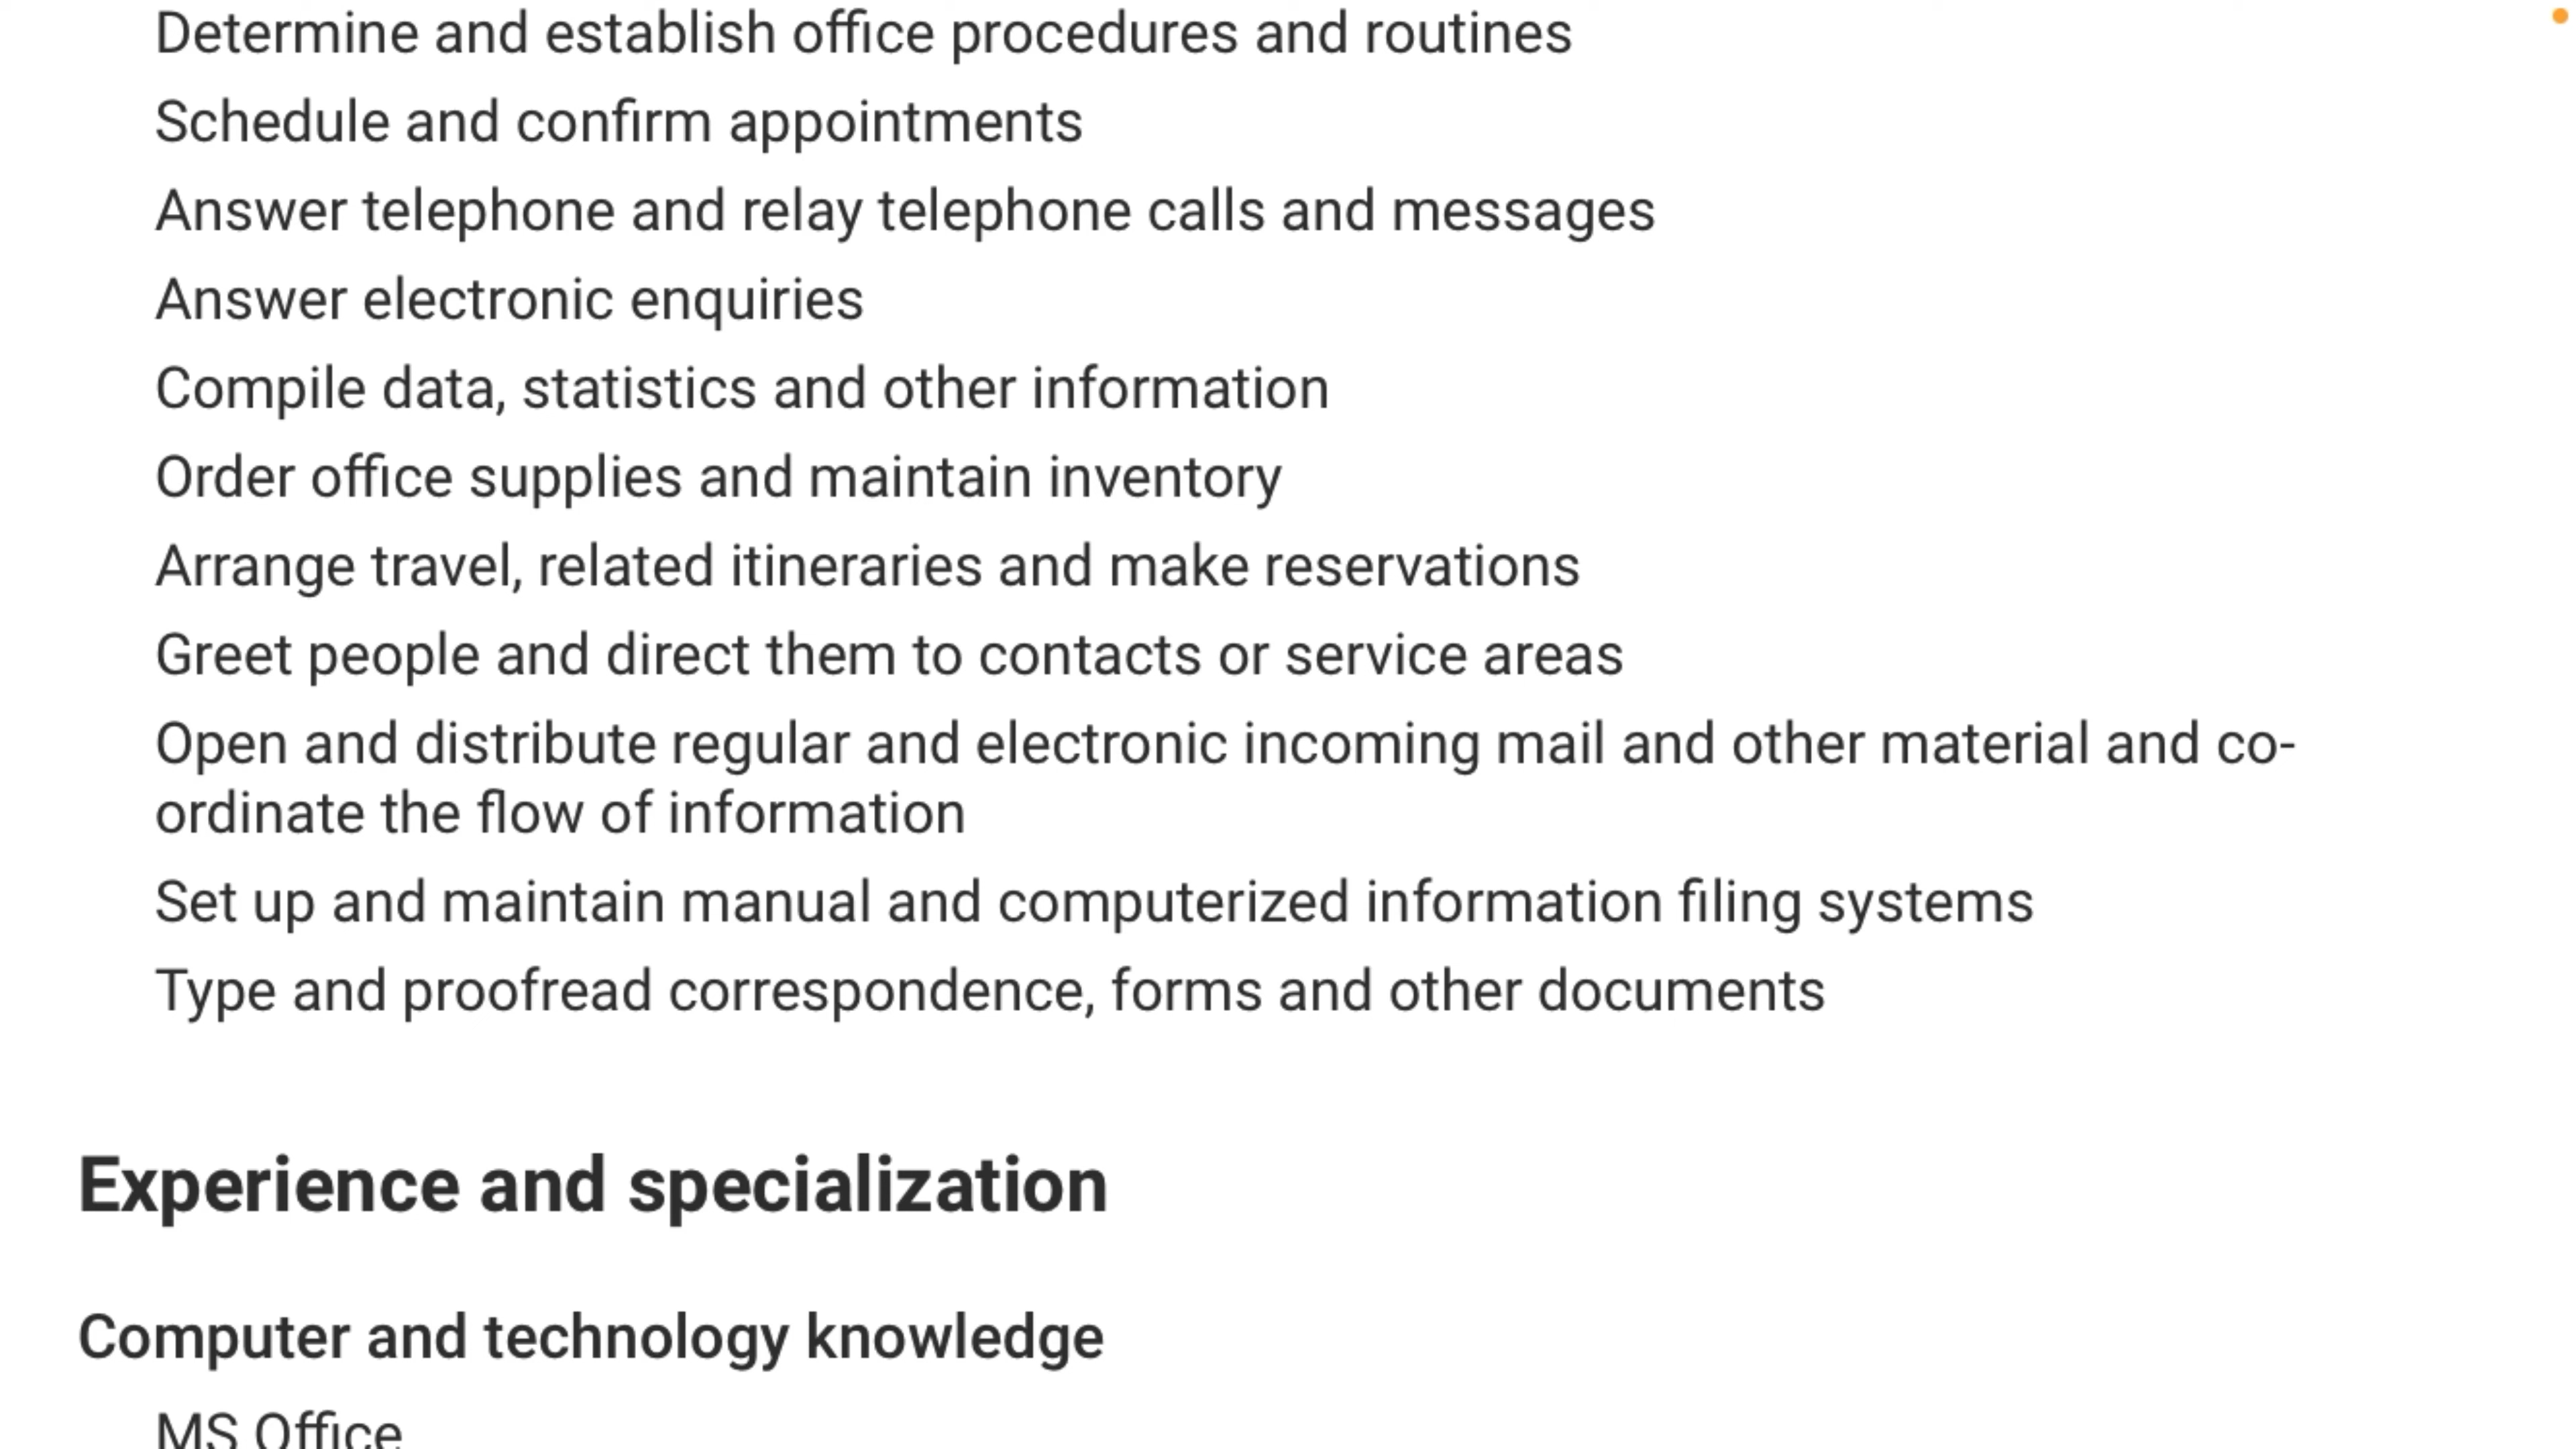 Determine and establish office procedures and routines
Schedule and confirm appointments
Answer telephone and relay telephone calls and messages
Answer electronic enquiries
Compile data, statistics and other information
Order office supplies and maintain inventory
Arrange travel, related itineraries and make reservations
Greet people and direct them to contacts or service areas
Open and distribute regular and electronic incoming mail and other material and co-
ordinate the flow of information
Set up and maintain manual and computerized information filing systems
Type and proofread correspondence, forms and other documents
Experience and specialization
Computer and technology knowledge
MS Office